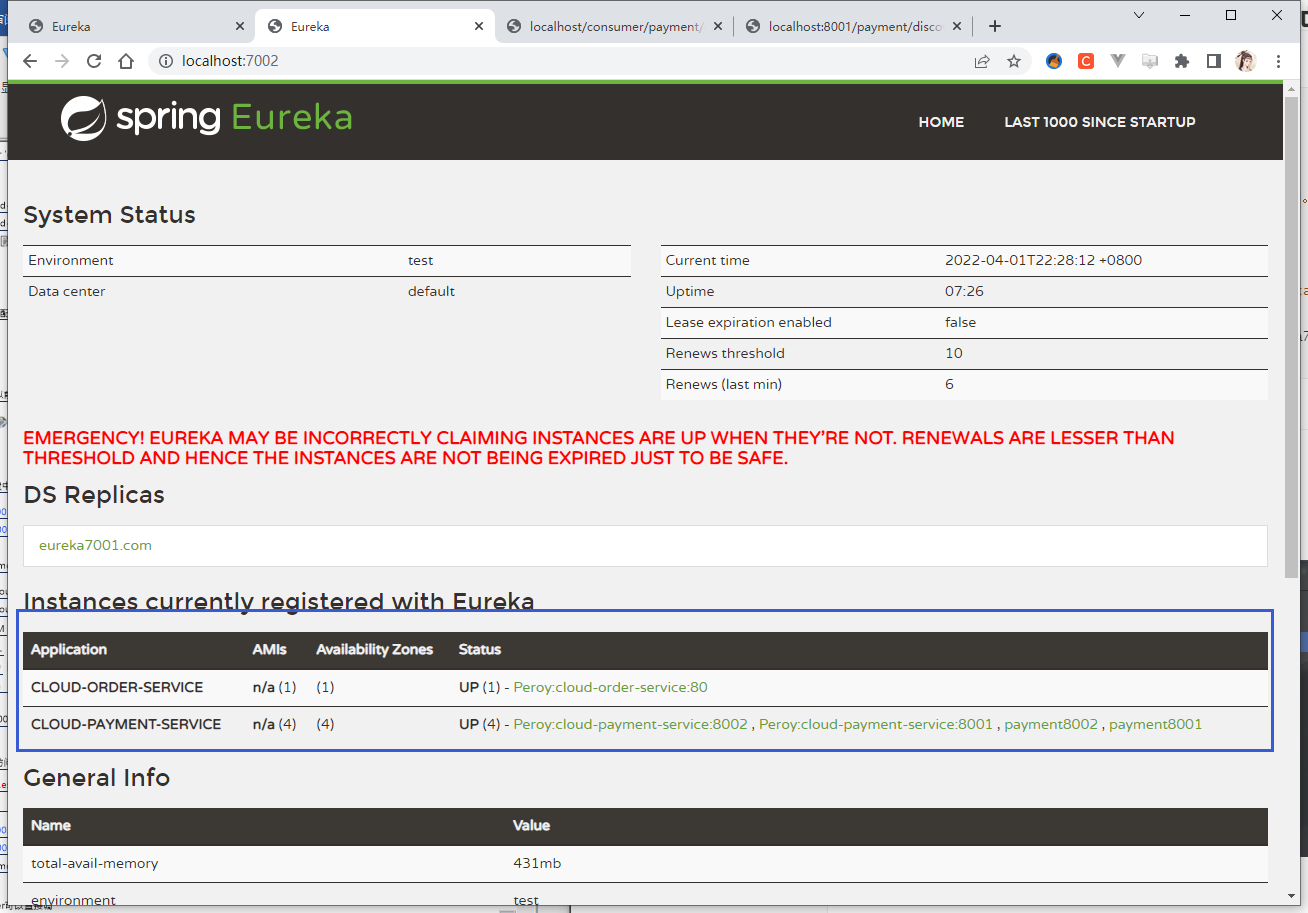 Eureka
Eureka
localhost/consumer/payment/
localhost:8001/payment/disco
localhost:7002
spring Eureka
HOME
LAST 1000 SINCE STARTUP
System Status
Environment test
Data center default
Current time 2022-04-01T22:28:12 +0800
Uptime 07:26
Lease expiration enabled false
Renews threshold 10
Renews (last min) 6
EMERGENCY! EUREKA MAY BE INCORRECTLY CLAIMING INSTANCES ARE UP WHEN THEY'RE NOT. RENEWALS ARE LESSER THAN
THRESHOLD AND HENCE THE INSTANCES ARE NOT BEING EXPIRED JUST TO BE SAFE.
DS Replicas
eureka7001.com
Instances currently registered with Eureka
Application AMIs Availability Zones Status
CLOUD-ORDER-SERVICE n/a (1) (1) UP (1) - Peroy:cloud-order-service:80
CLOUD-PAYMENT-SERVICE n/a (4) (4) UP (4) - Peroy:cloud-payment-service:8002 , Peroy:cloud-payment-service:8001 , payment8002 , payment8001
General Info
Name Value
total-avail-memory 431mb
environment test